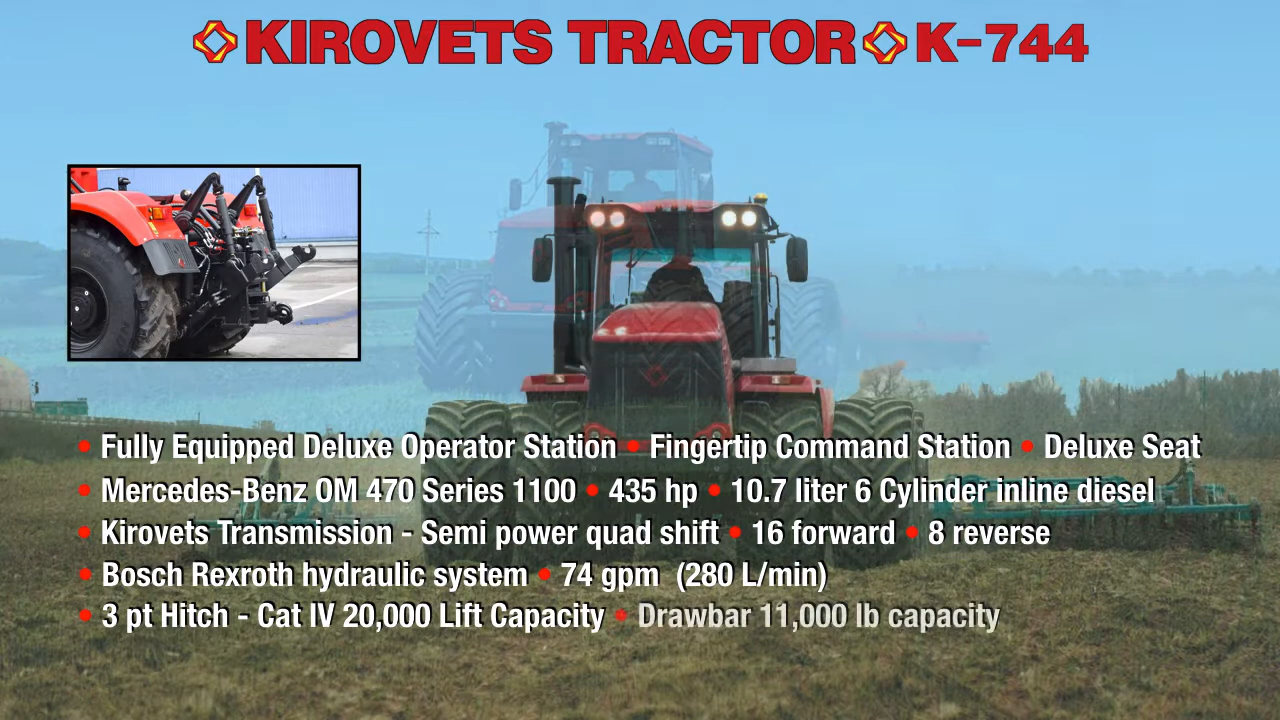 KIROVETS TRACTOR K-744
• Fully Equipped Deluxe Operator Station • Fingertip Command Station • Deluxe Seat
• Mercedes-Benz OM 470 Series 1100 • 435 hp • 10.7 liter 6 Cylinder inline diesel
• Kirovets Transmission - Semi power quad shift • 16 forward • 8 reverse
• Bosch Rexroth hydraulic system • 74 gpm (280 L/min)
• 3 pt Hitch - Cat IV 20,000 Lift Capacity • Drawbar 11,000 lb capacity